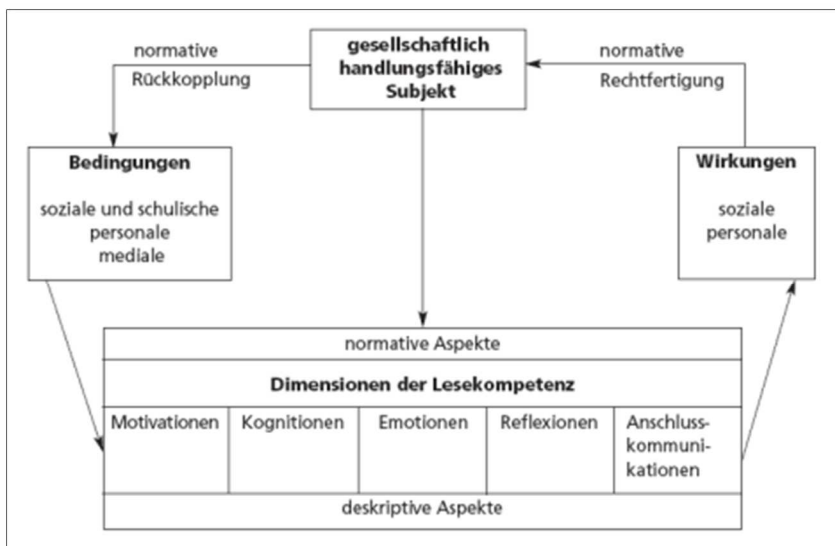 normative
Rückkopplung
gesellschaftlich
handlungsfähiges
Subjekt
normative
Rechtfertigung
Bedingungen
soziale und schulische
personale
mediale
Wirkungen
soziale
personale
normative Aspekte
Dimensionen der Lesekompetenz
Motivationen
Kognitionen
Emotionen
Reflexionen
Anschluss-
kommuni-
kationen
deskriptive Aspekte